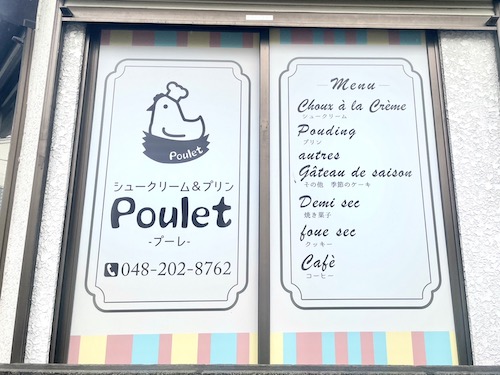 Poulet
シュークリーム&プリン
Poulet
-プーレ-
048-202-8762
Menu
Choux à la Crème
シュークリーム
Pouding
プリン
autres
Gâteau de saison
その他 季節のケーキ
Demi sec
焼き菓子
foue sec
クッキー
Cafè
コーヒー